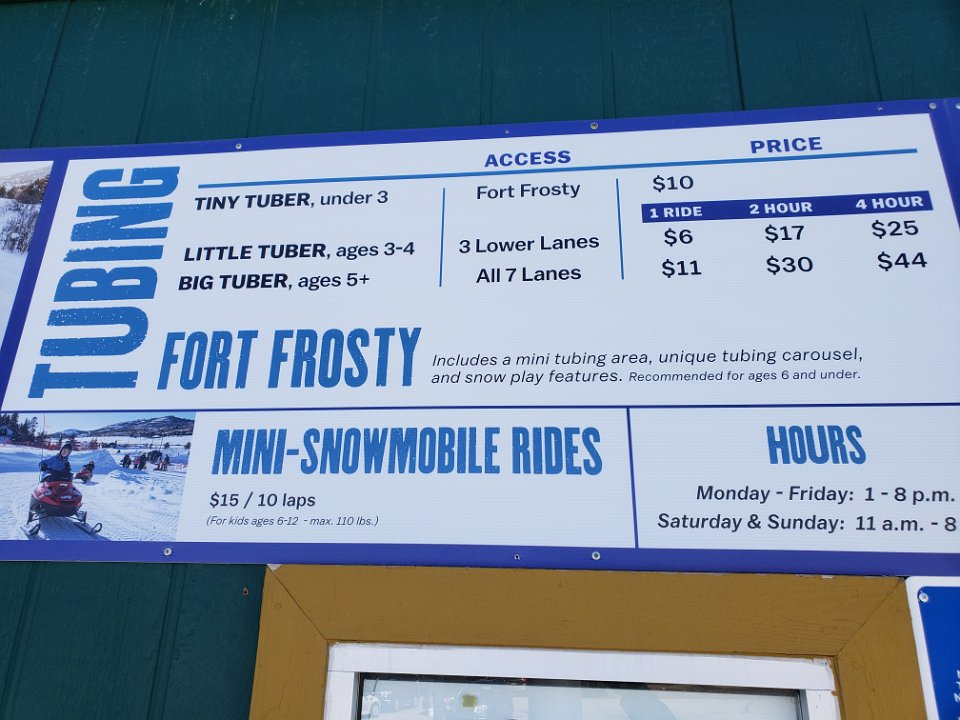 TUBING
ACCESS PRICE
TINY TUBER, under 3 Fort Frosty $10
1 RIDE 2 HOUR 4 HOUR
LITTLE TUBER, ages 3-4 3 Lower Lanes $6 $17 $25
BIG TUBER, ages 5+ All 7 Lanes $11 $30 $44
FORT FROSTY
Includes a mini tubing area, unique tubing carousel,
and snow play features. Recommended for ages 6 and under.
MINI-SNOWMOBILE RIDES
$15 / 10 laps
(For kids ages 6-12 - max. 110 lbs.)
HOURS
Monday - Friday: 1 - 8 p.m.
Saturday & Sunday: 11 a.m. - 8